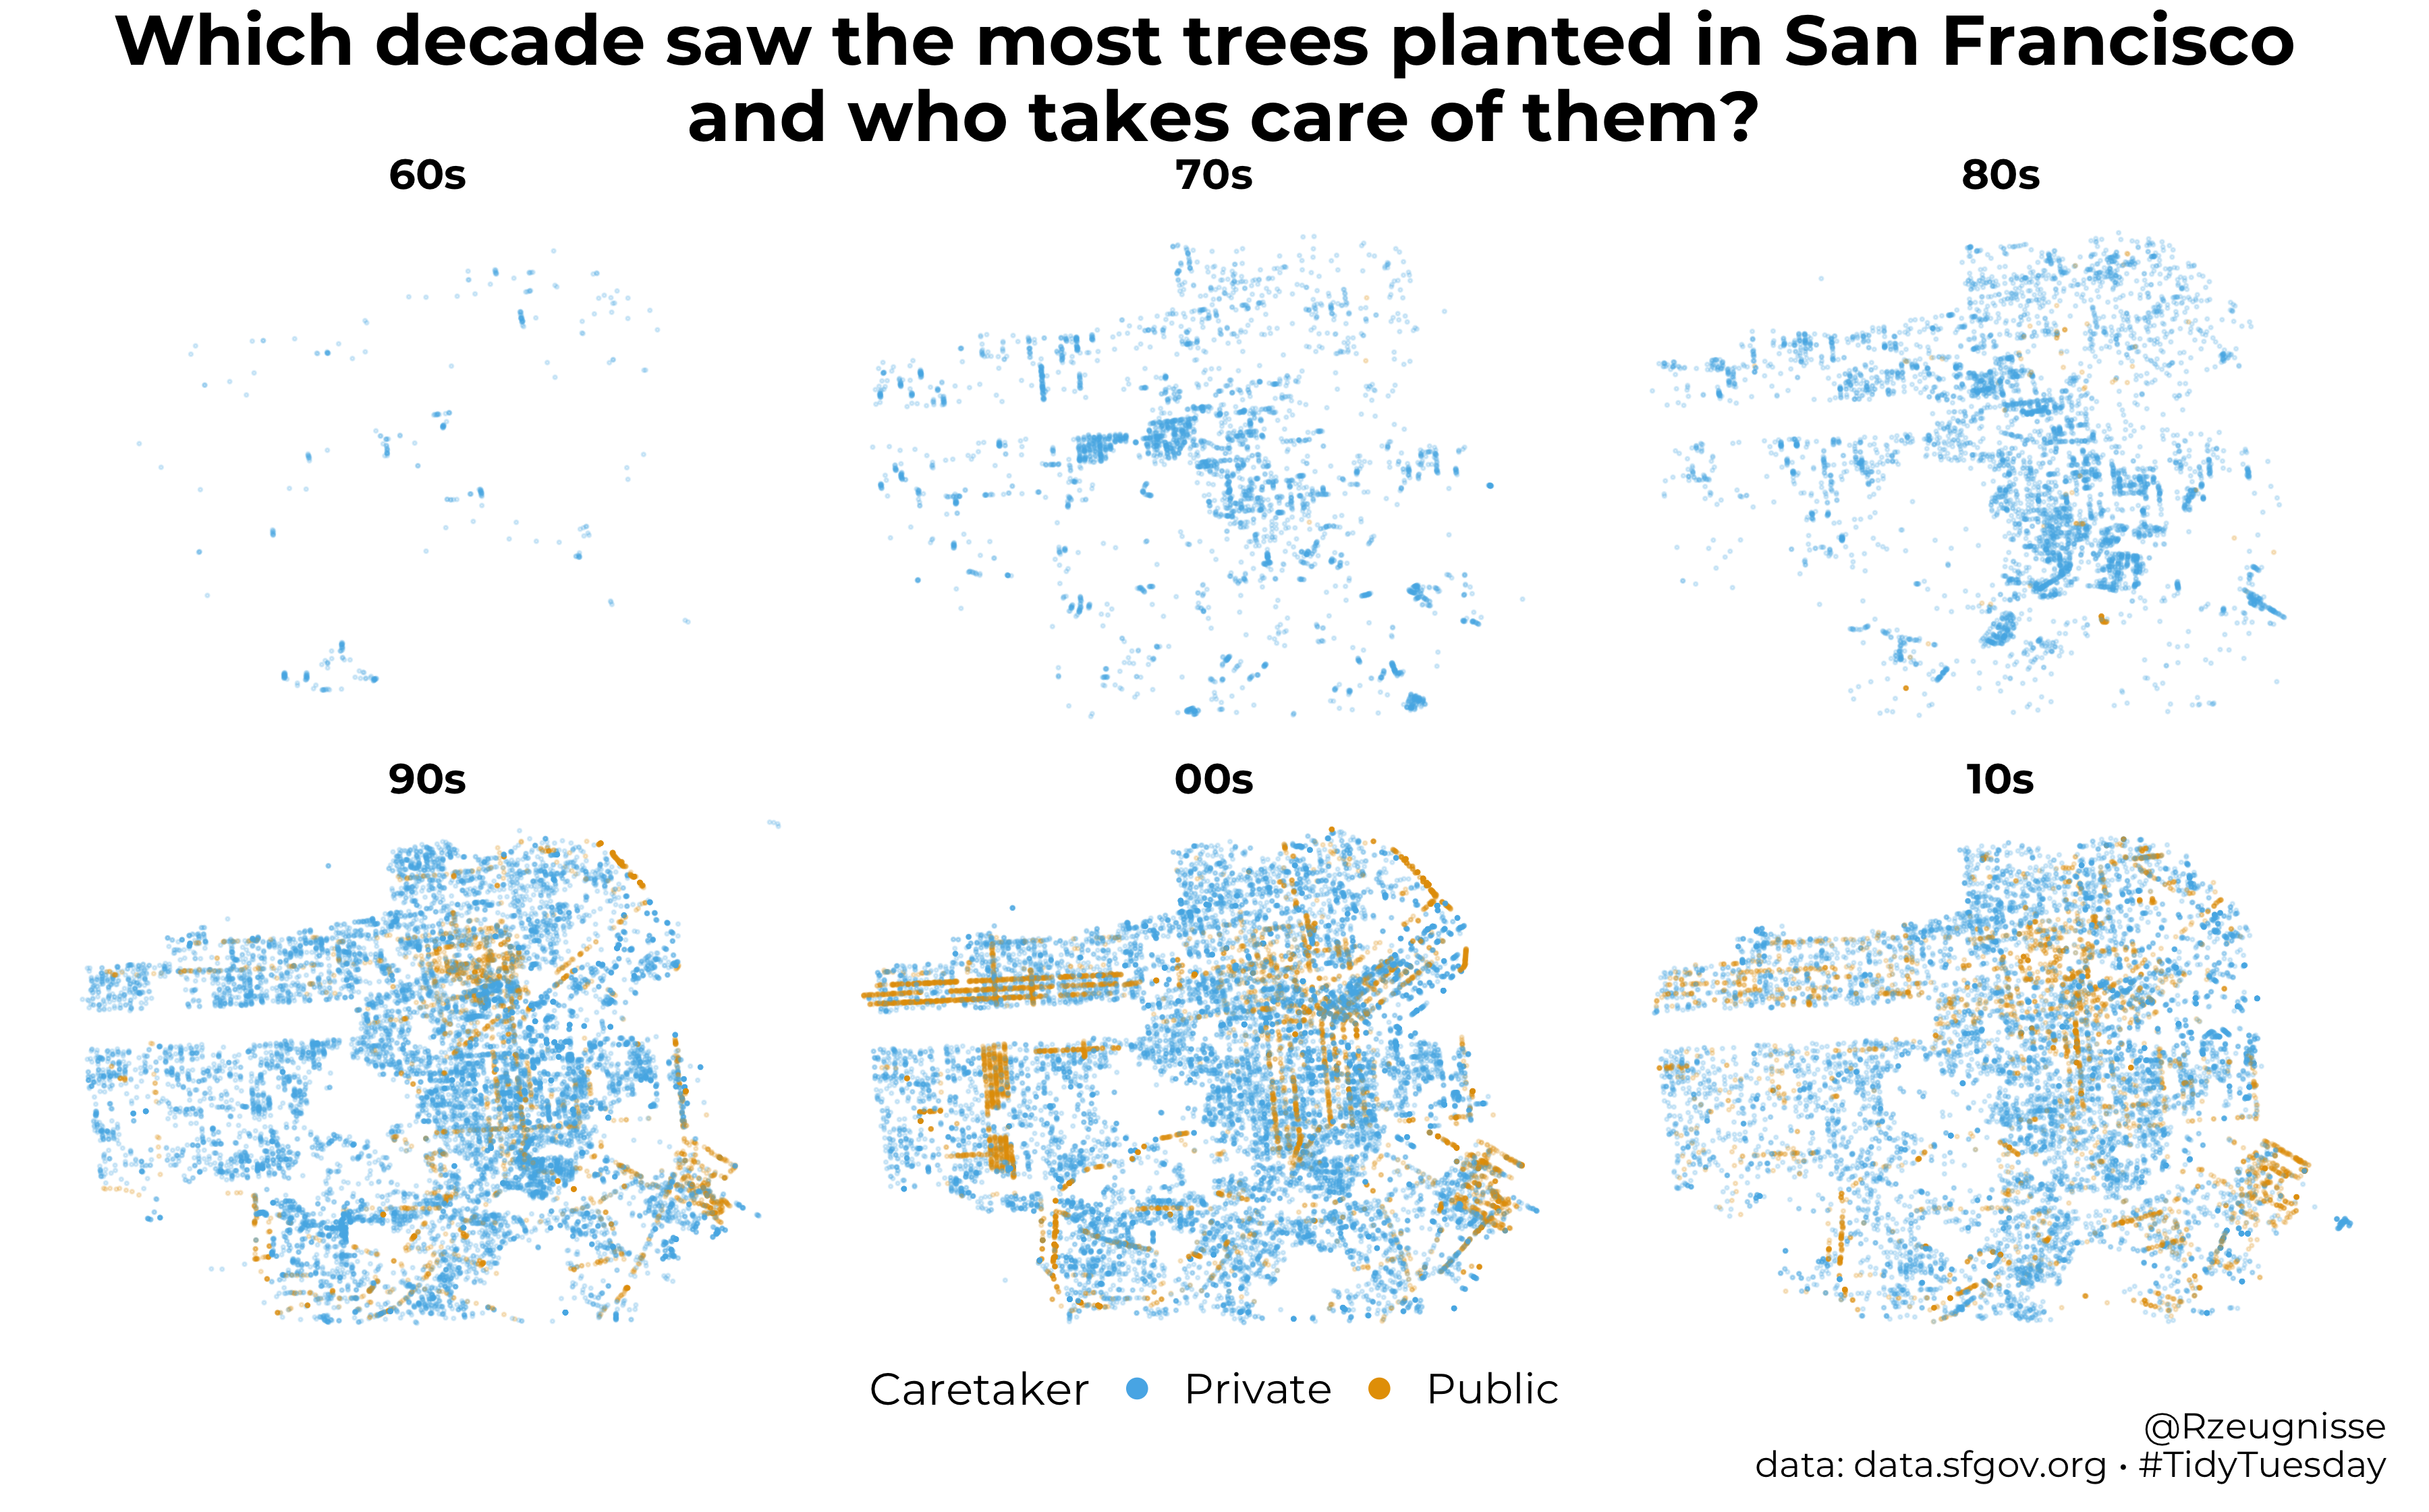 Which decade saw the most trees planted in San Francisco
and who takes care of them?
60s
70s
80s
90s
00s
10s
Caretaker Private Public
@Rzeugnisse
data: data.sfgov.org • #TidyTuesday